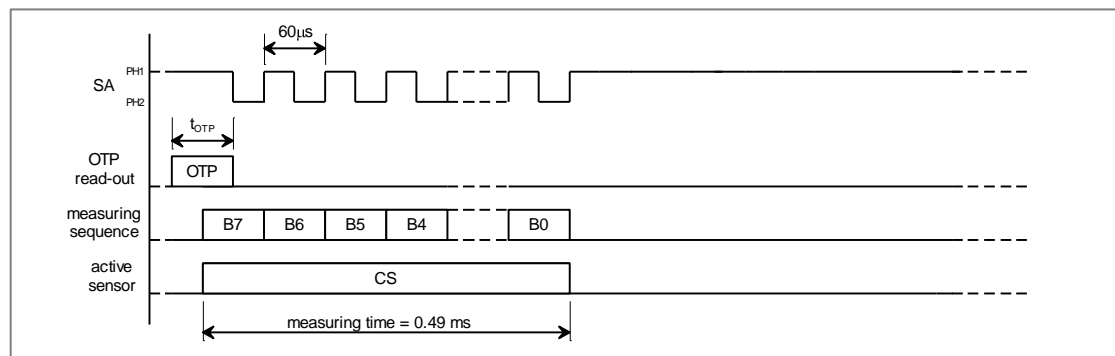 60μs
SA
PH1
PH2
tOTP
OTP
read-out
OTP
measuring
sequence
B7 B6 B5 B4 B0
active
sensor
CS
measuring time = 0.49 ms